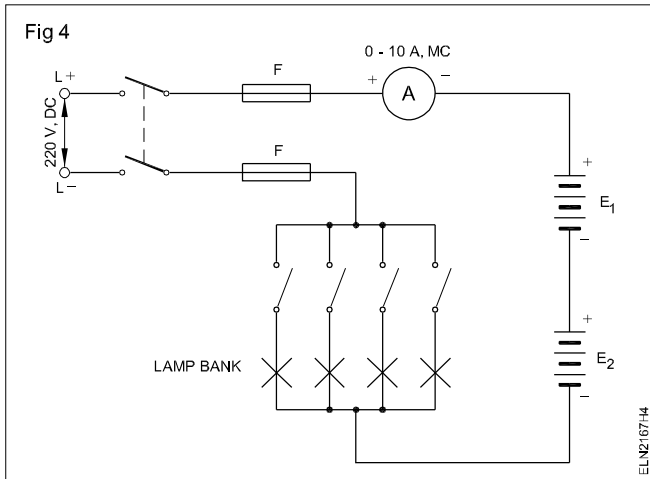 Fig 4
0 - 10 A, MC
L +
F
+
A
–
220 V, DC
F
L –
+
E1
–
+
LAMP BANK
E2
–
ELN2167H4